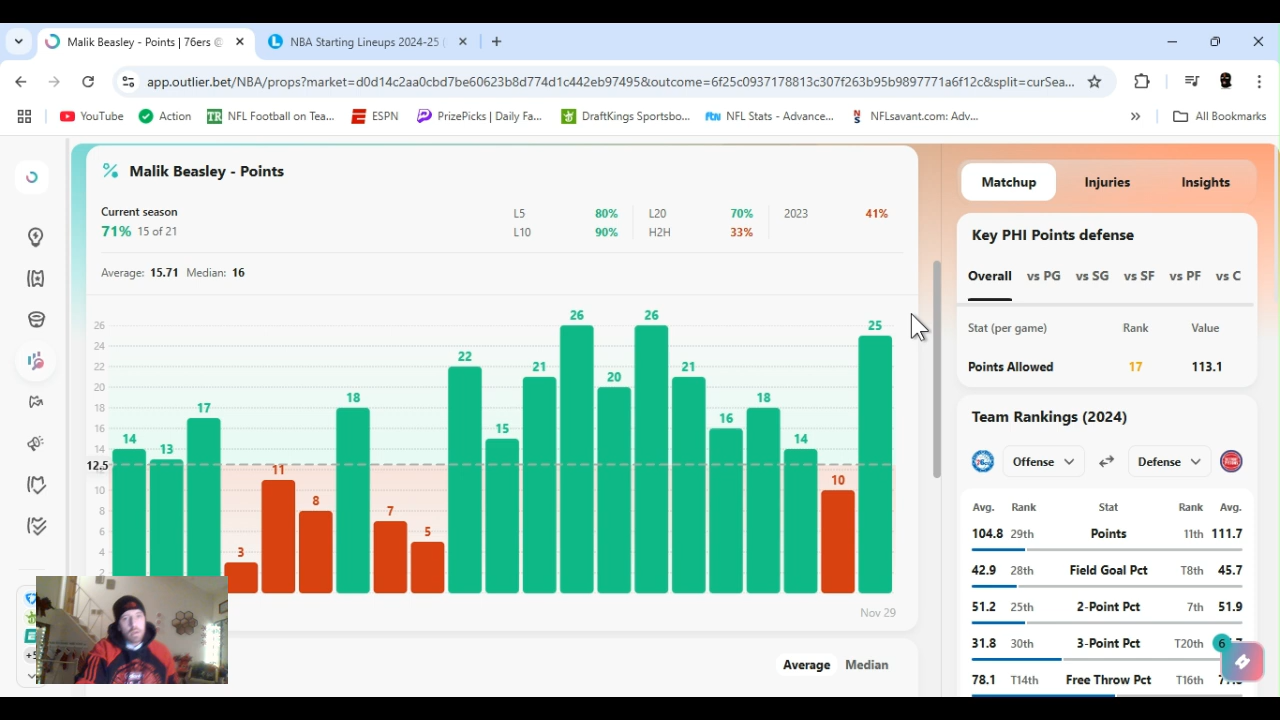 Malik Beasley - Points | 76ers @
NBA Starting Lineups 2024-25
app.outlier.bet/NBA/props?market=d0d14c2aa0cbd7be60623b8d774d1c442eb97495&outcome=6f25c0937178813c307f263b95b9897771a6f12c&split=curSea...
YouTube
Action
NFL Football on Tea...
ESPN
PrizePicks | Daily Fa...
DraftKings Sportsbo...
NFL Stats - Advance...
NFLsavant.com: Adv...
All Bookmarks
Malik Beasley - Points
Current season
71% 15 of 21
L5 80%
L20 70%
2023 41%
L10 90%
H2H 33%
Average: 15.71 Median: 16
26
24
22
20
18
16
14
12.5
10
8
6
4
2
14
13
17
3
11
8
18
7
5
22
15
21
26
20
26
21
16
18
14
10
25
Nov 29
Average Median
Matchup Injuries Insights
Key PHI Points defense
Overall vs PG vs SG vs SF vs PF vs C
Stat (per game) Rank Value
Points Allowed 17 113.1
Team Rankings (2024)
Offense Defense
Avg. Rank Stat Rank Avg.
104.8 29th Points 11th 111.7
42.9 28th Field Goal Pct T8th 45.7
51.2 25th 2-Point Pct 7th 51.9
31.8 30th 3-Point Pct T20th
78.1 T14th Free Throw Pct T16th